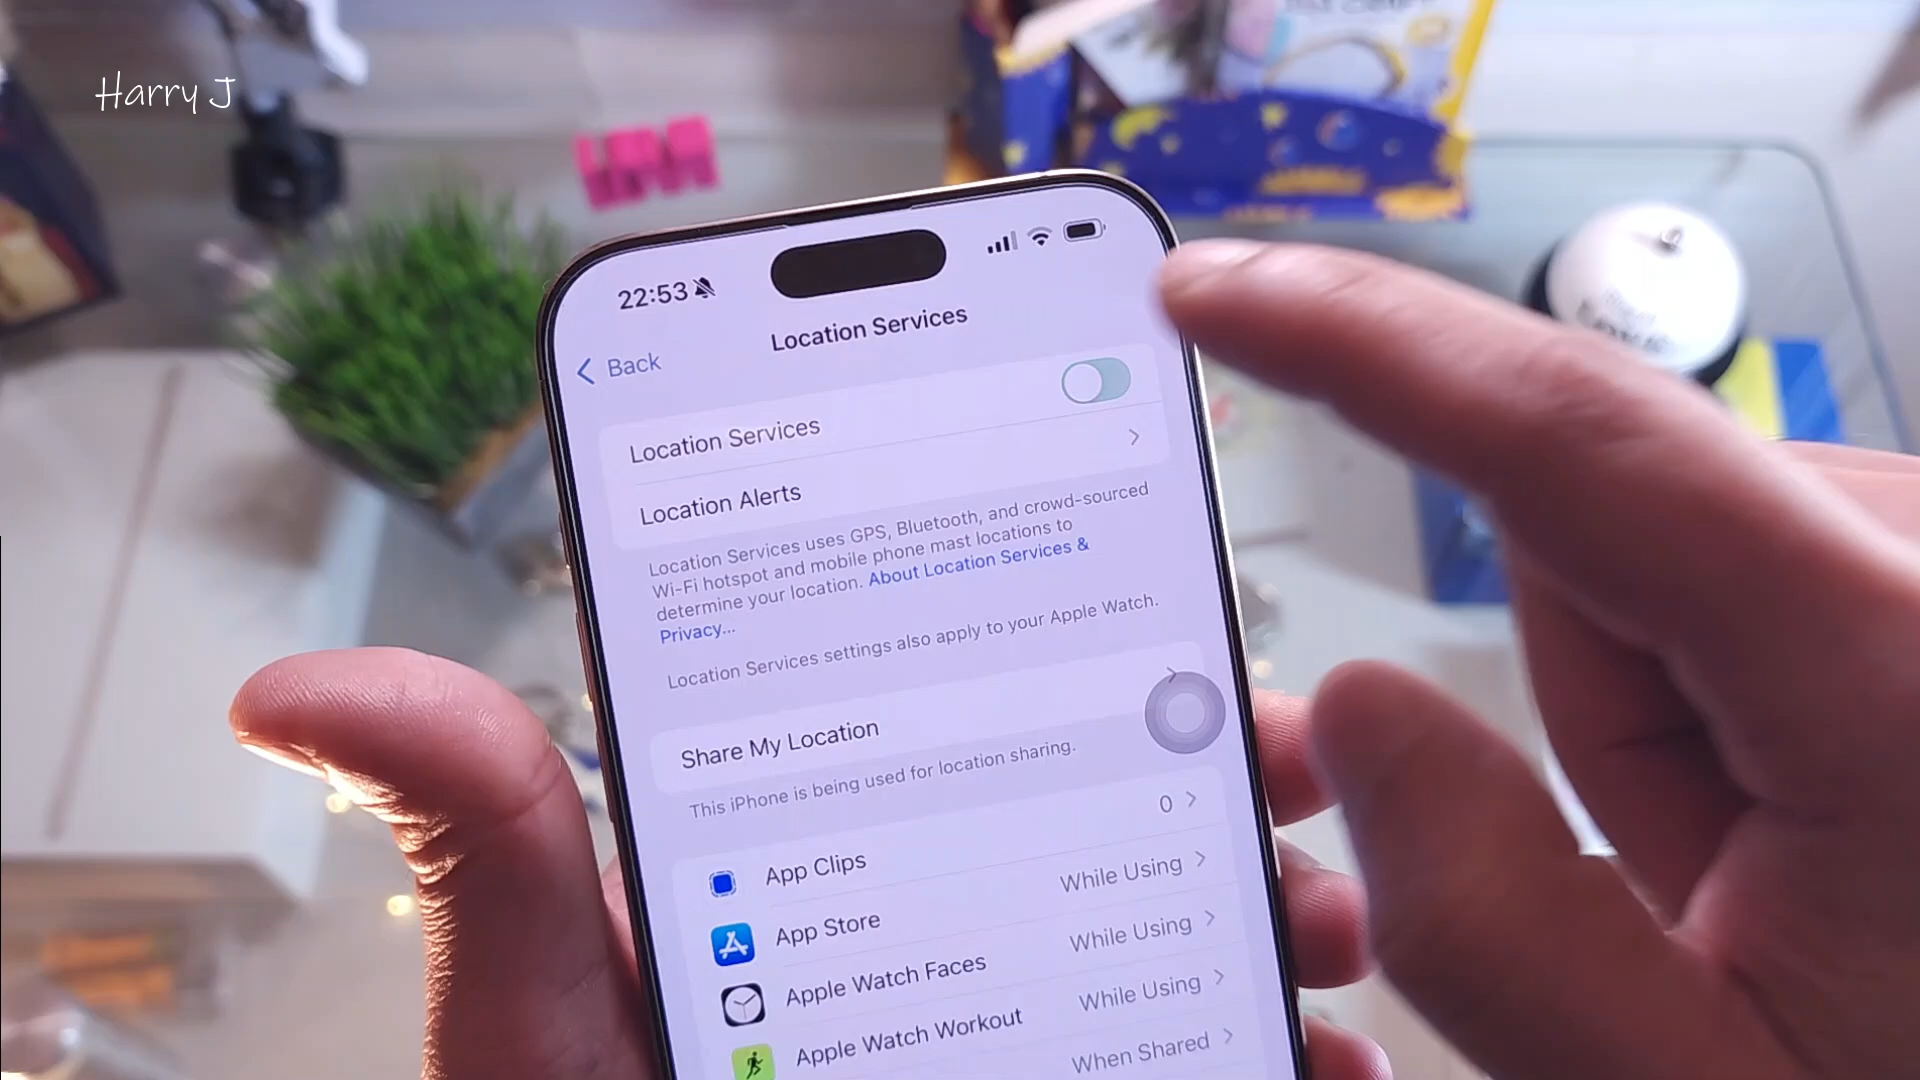 Harry J
22:53
Location Services
Back
Location Services
Location Alerts
Location Services uses GPS, Bluetooth, and crowd-sourced
Wi-Fi hotspot and mobile phone mast locations to
determine your location. About Location Services &
Privacy...
Location Services settings also apply to your Apple Watch.
Share My Location
This iPhone is being used for location sharing.
App Clips 0
App Store While Using
Apple Watch Faces While Using
Apple Watch Workout While Using
When Shared